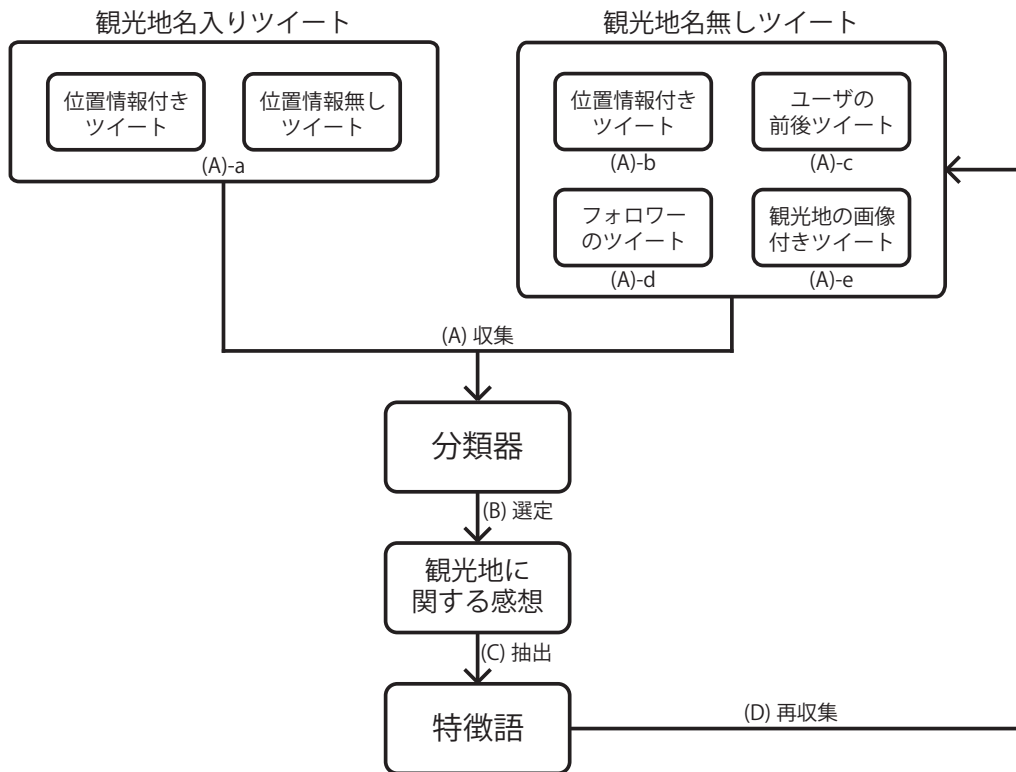 観光地名入りツイート
位置情報付き
ツイート
位置情報無し
ツイート
(A)-a
観光地名無しツイート
位置情報付き
ツイート
(A)-b
ユーザの
前後ツイート
(A)-c
フォロワー
のツイート
(A)-d
観光地の画像
付きツイート
(A)-e
(A) 収集
分類器
(B) 選定
観光地に
関する感想
(C) 抽出
特徴語
(D) 再収集